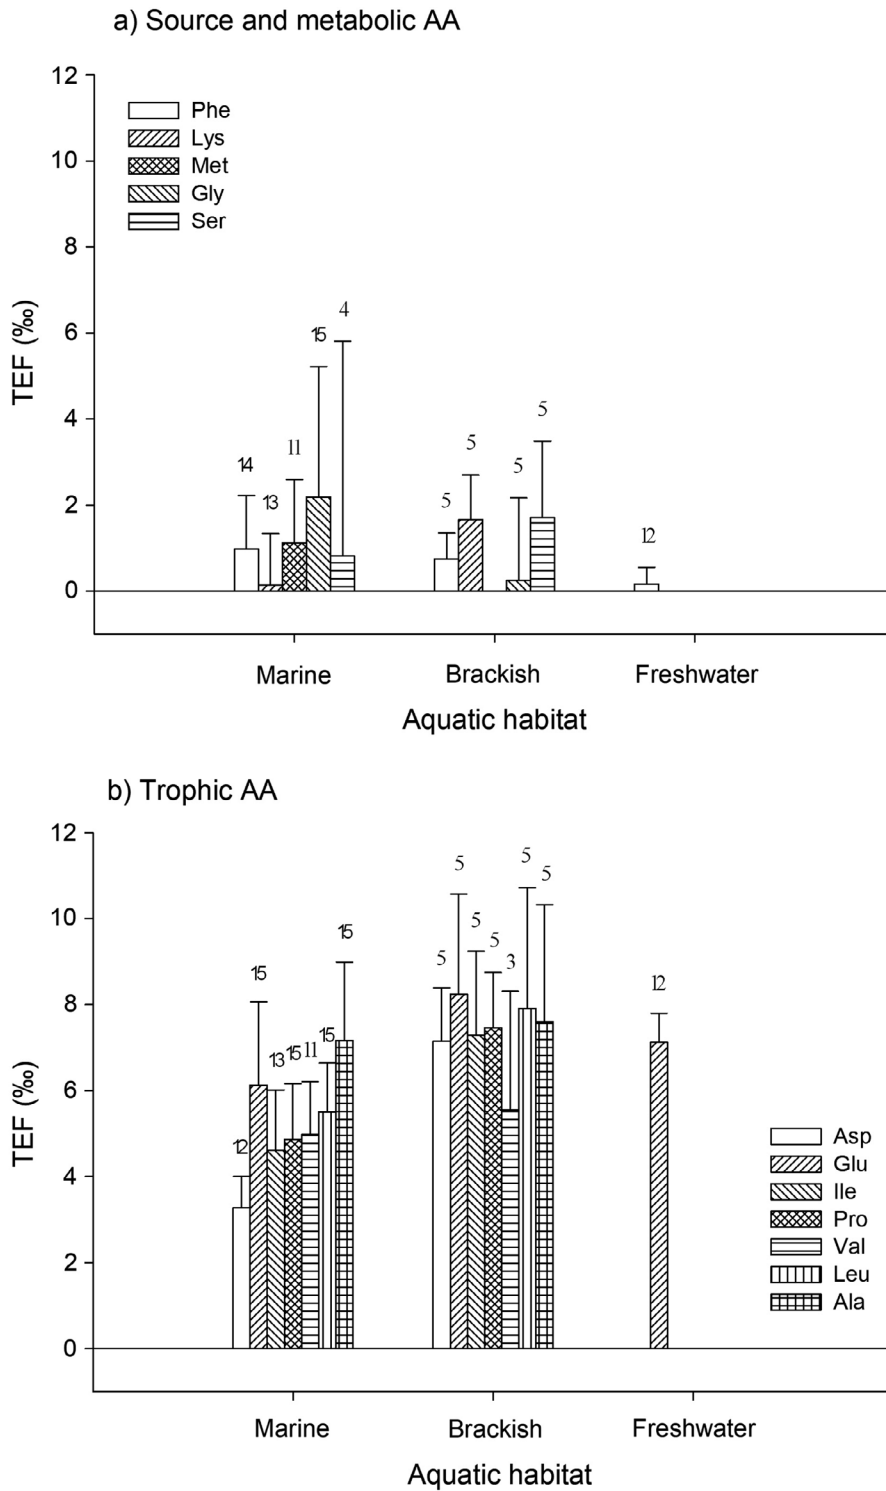 a) Source and metabolic AA
12
10
8
6
4
2
0
TEF (‰)
Phe
Lys
Met
Gly
Ser
14
13
11
15
4
5
5
5
5
12
Marine
Brackish
Freshwater
Aquatic habitat
b) Trophic AA
12
10
8
6
4
2
0
TEF (‰)
12
15
13
15
11
15
15
5
5
5
5
3
5
5
12
Asp
Glu
Ile
Pro
Val
Leu
Ala
Marine
Brackish
Freshwater
Aquatic habitat